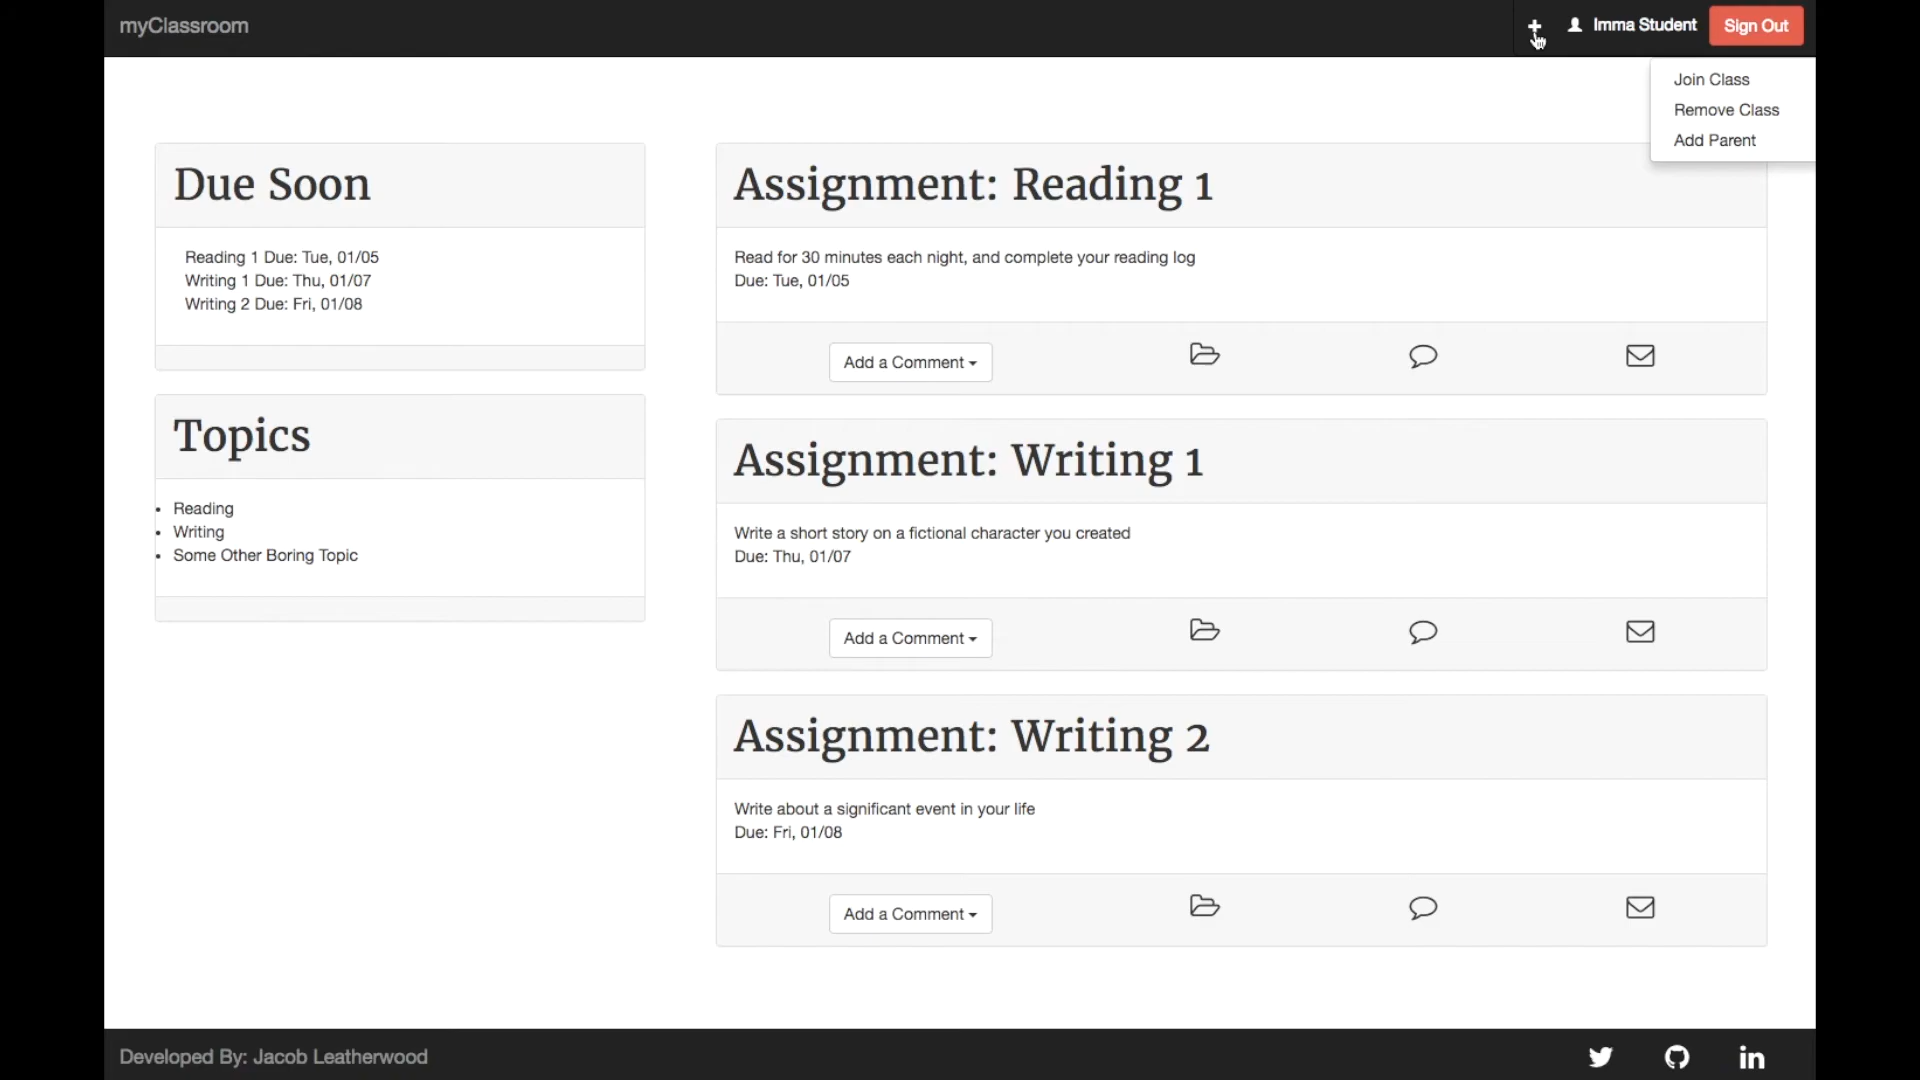 myClassroom
+ Imma Student Sign Out
Join Class
Remove Class
Add Parent
Due Soon
Reading 1 Due: Tue, 01/05
Writing 1 Due: Thu, 01/07
Writing 2 Due: Fri, 01/08
Topics
• Reading
• Writing
• Some Other Boring Topic
Assignment: Reading 1
Read for 30 minutes each night, and complete your reading log
Due: Tue, 01/05
Add a Comment
Assignment: Writing 1
Write a short story on a fictional character you created
Due: Thu, 01/07
Add a Comment
Assignment: Writing 2
Write about a significant event in your life
Due: Fri, 01/08
Add a Comment
Developed By: Jacob Leatherwood
in